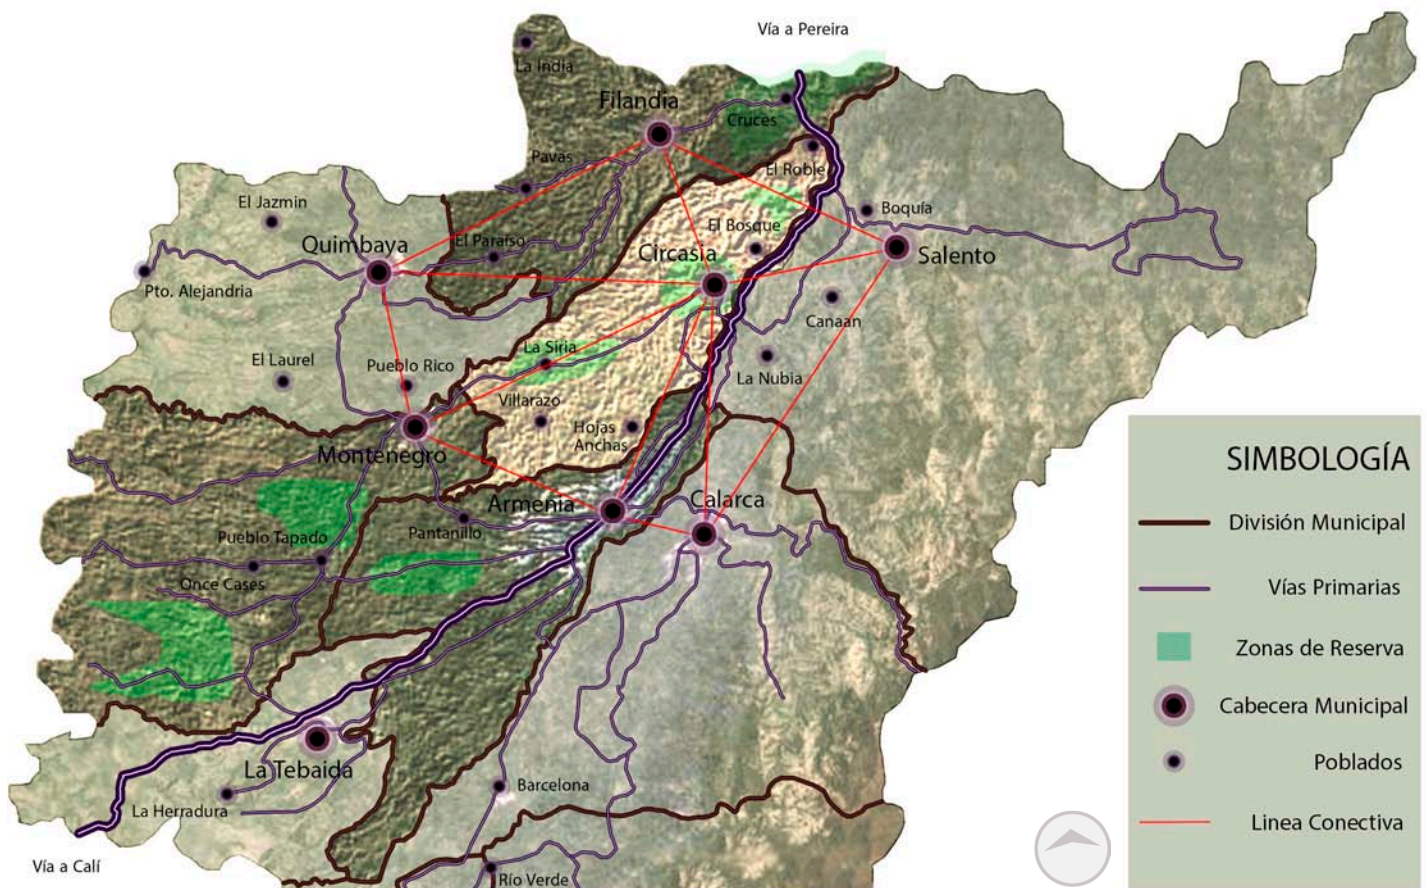 Vía a Pereira
La India
Filandia
Cruces
Pavas
El Roble
El Jazmin
Boquía
El Bosque
Quimbaya
El Paraiso
Circasia
Salento
Pto. Alejandria
Canaan
La Siria
El Laurel
Pueblo Rico
La Nubia
Villarazo
Hojas
Anchas
Montenegro
Armenia
Calarca
Pantanillo
Pueblo Tapado
Once Cases
La Tebaida
Barcelona
La Herradura
Vía a Calí
Río Verde
SIMBOLOGÍA
División Municipal
Vías Primarias
Zonas de Reserva
Cabecera Municipal
Poblados
Linea Conectiva